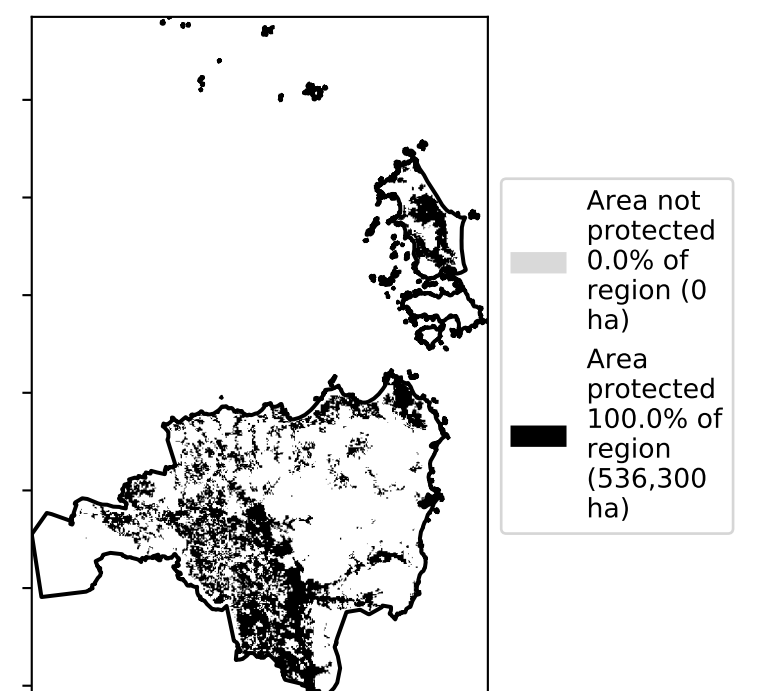 Area not
protected
0.0% of
region (0
ha)
Area
protected
100.0% of
region
(536,300
ha)